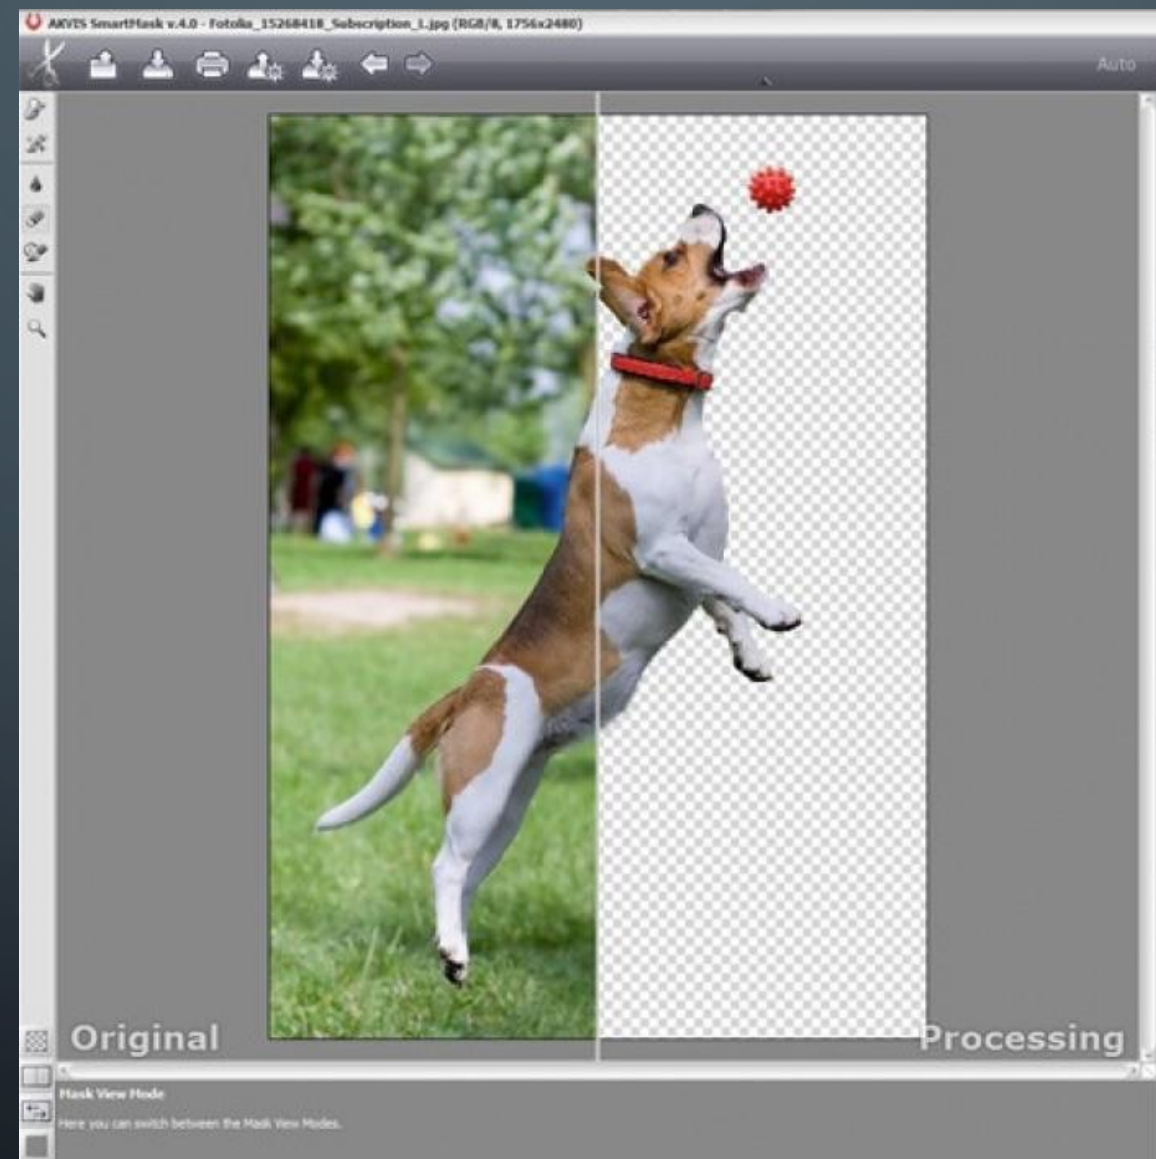 AKVIS SmartMask v.4.0 - Fotolia_15268418_Subscription_L.jpg (RGB/8, 1756x2480)
Auto
Original
Processing
Mask View Mode
Here you can switch between the Mask View Modes.